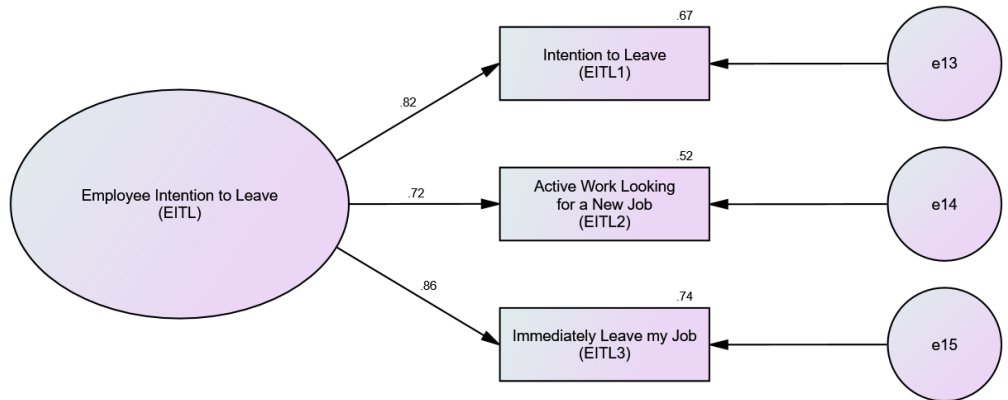 .67
Intention to Leave
(EITL1)
e13
.82
Employee Intention to Leave
(EITL)
.72
.52
Active Work Looking
for a New Job
(EITL2)
e14
.86
.74
Immediately Leave my Job
(EITL3)
e15